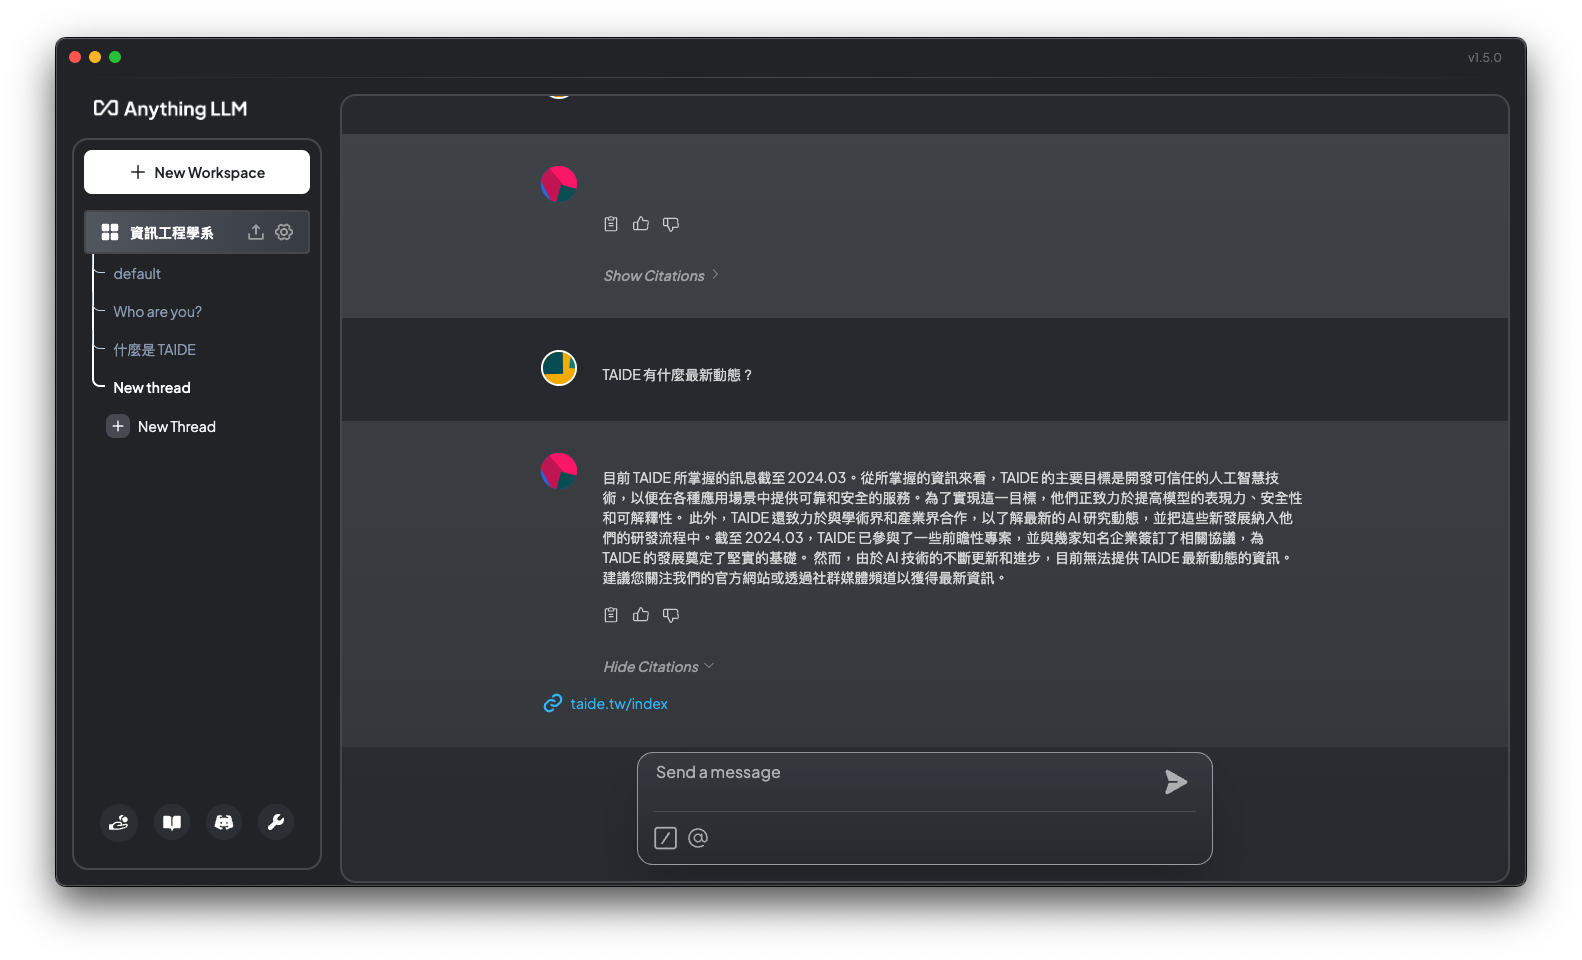 v1.5.0
Anything LLM
New Workspace
資訊工程學系
default
Who are you?
什麼是 TAIDE
New thread
New Thread
Show Citations
TAIDE 有什麼最新動態？
目前 TAIDE 所掌握的訊息截至 2024.03。從所掌握的資訊來看，TAIDE 的主要目標是開發可信任的人工智慧技
術，以便在各種應用場景中提供可靠和安全的服務。為了實現這一目標，他們正致力於提高模型的表現力、安全性
和可解釋性。 此外，TAIDE 還致力於與學術界和產業界合作，以了解最新的 AI 研究動態，並把這些新發展納入他
們的研發流程中。截至 2024.03，TAIDE 已參與了一些前瞻性專案，並與幾家知名企業簽訂了相關協議，為
TAIDE 的發展奠定了堅實的基礎。 然而，由於 AI 技術的不斷更新和進步，目前無法提供 TAIDE 最新動態的資訊。
建議您關注我們的官方網站或透過社群媒體頻道以獲得最新資訊。
Hide Citations
taide.tw/index
Send a message